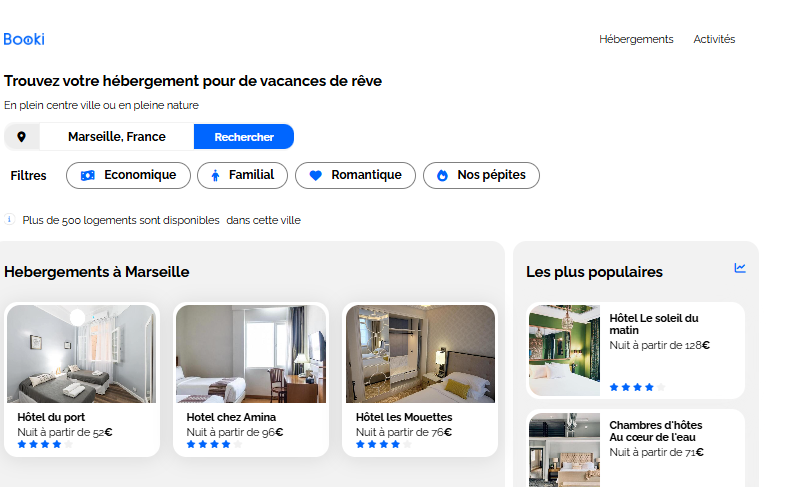 Booki
Hébergements
Activités
Trouvez votre hébergement pour de vacances de rêve
En plein centre ville ou en pleine nature
Marseille, France
Rechercher
Filtres
Economique
Familial
Romantique
Nos pépites
Plus de 500 logements sont disponibles dans cette ville
Hebergements à Marseille
Hôtel du port
Nuit à partir de 52€
Hotel chez Amina
Nuit à partir de 96€
Hôtel les Mouettes
Nuit à partir de 76€
Les plus populaires
Hôtel Le soleil du
matin
Nuit à partir de 128€
Chambres d'hôtes
Au cœur de l'eau
Nuit à partir de 71€